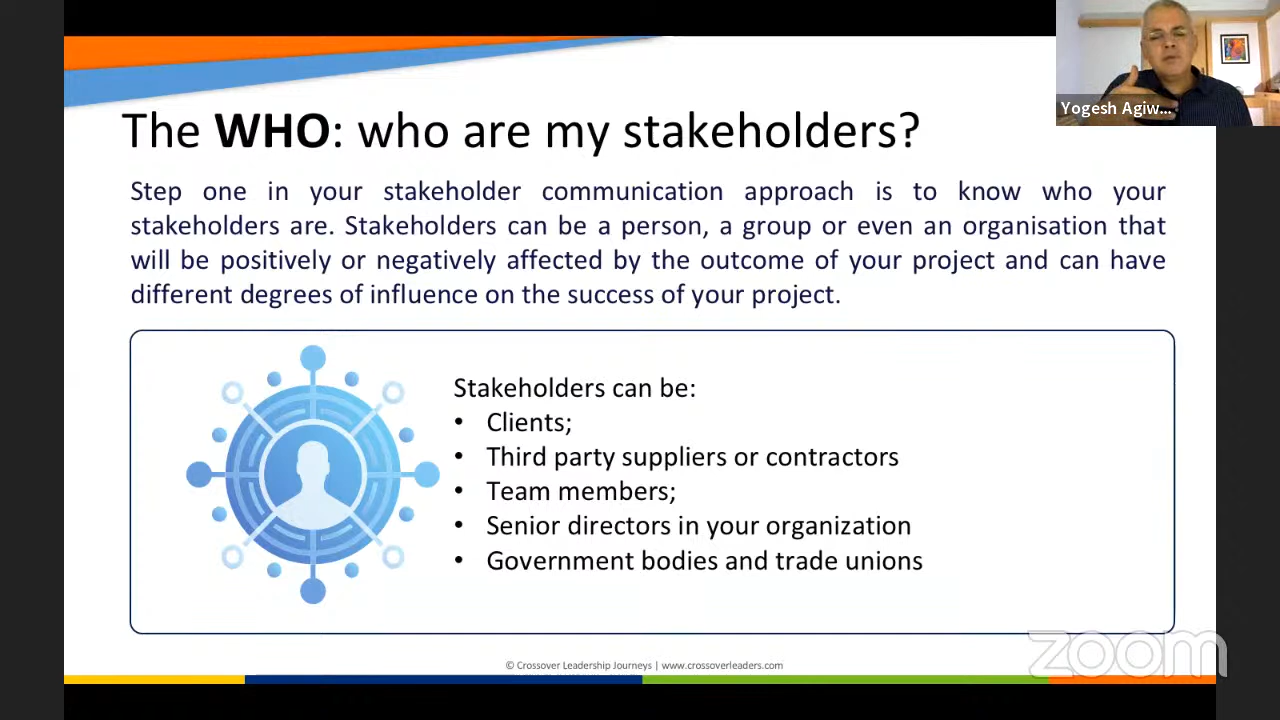 The WHO: who are my stakeholders?
Yogesh Agiw...
Step one in your stakeholder communication approach is to know who your
stakeholders are. Stakeholders can be a person, a group or even an organisation that
will be positively or negatively affected by the outcome of your project and can have
different degrees of influence on the success of your project.
Stakeholders can be:
• Clients;
• Third party suppliers or contractors
• Team members;
• Senior directors in your organization
• Government bodies and trade unions
zoom
© Crossover Leadership Journeys | www.crossoverleaders.com